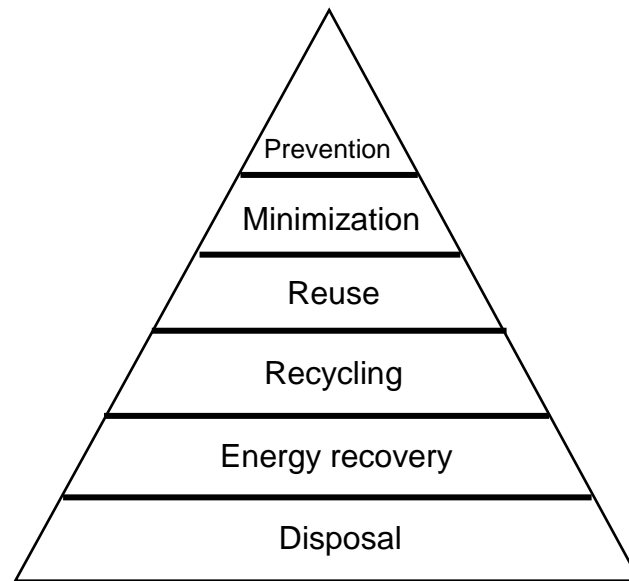 Prevention
Minimization
Reuse
Recycling
Energy recovery
Disposal